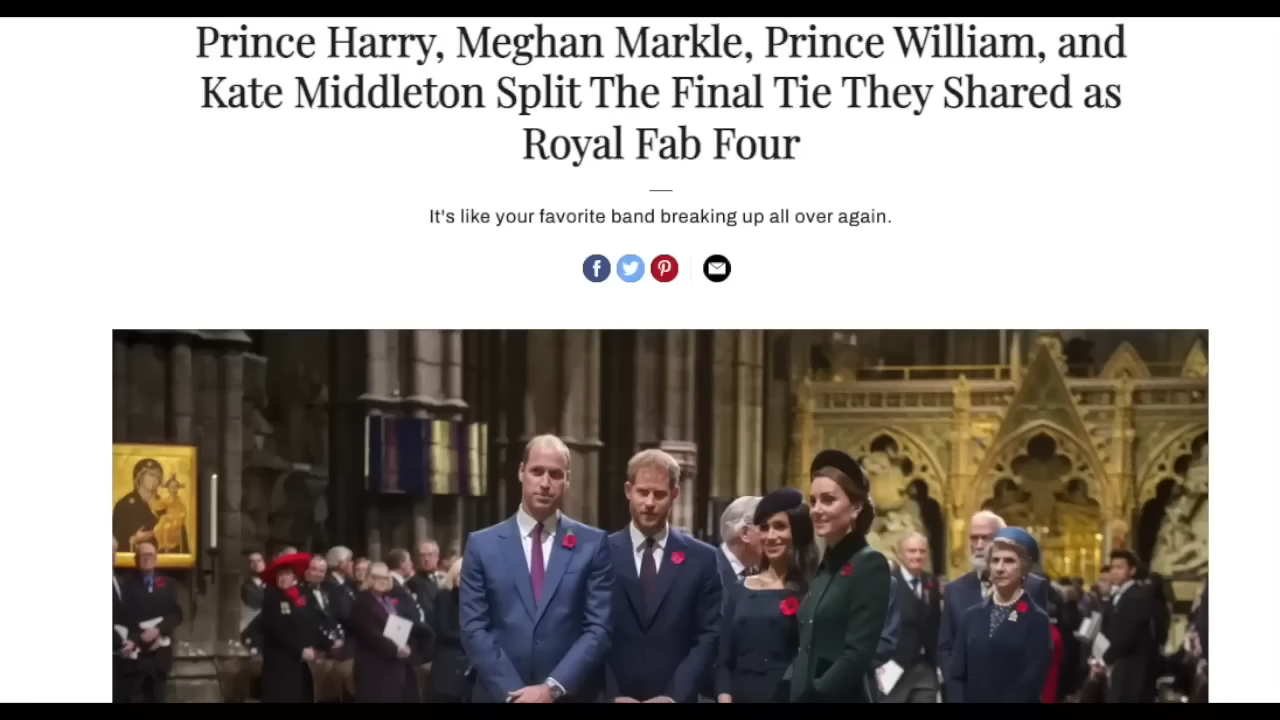 Prince Harry, Meghan Markle, Prince William, and
Kate Middleton Split The Final Tie They Shared as
Royal Fab Four
It's like your favorite band breaking up all over again.